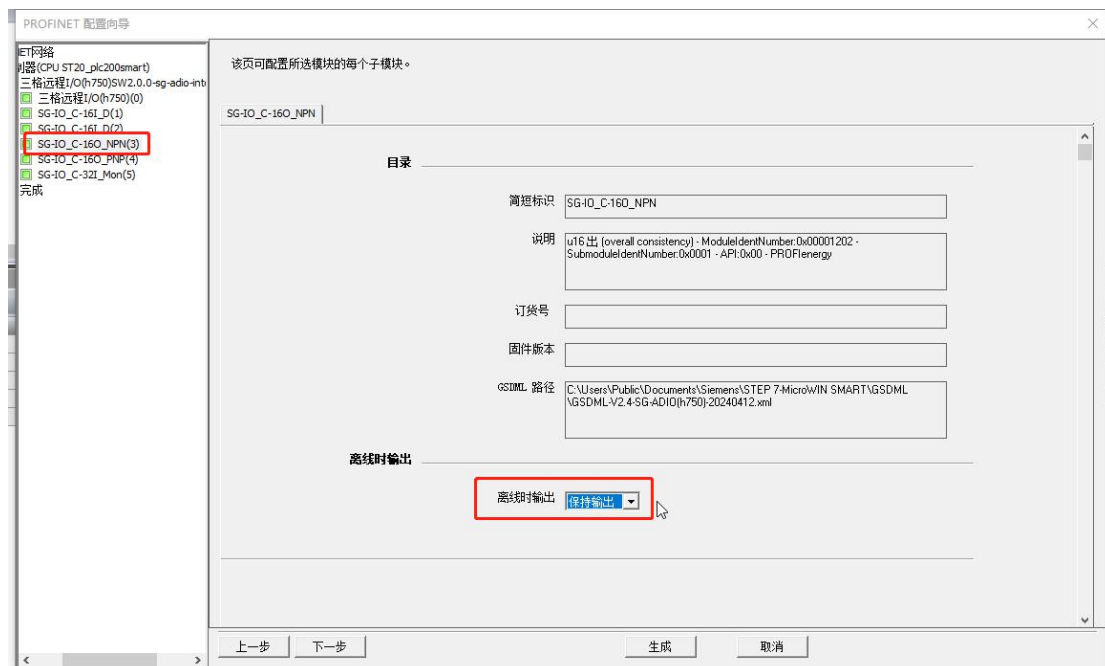 PROFINET 配置向导
ET网络
制器(CPU ST20_plc200smart)
三格远程I/O(h750)SW2.0.0-sg-adio-int
三格远程I/O(h750)(0)
SG-IO_C-16I_D(1)
SG-IO_C-16I_D(2)
SG-IO_C-16O_NPN(3)
SG-IO_C-16O_PNP(4)
SG-IO_C-32I_Mon(5)
完成
该页可配置所选模块的每个子模块。
SG-IO_C-16O_NPN
目录
简短标识
SG-IO_C-16O_NPN
说明
u16出 (overall consistency) - ModuleIdentNumber:0x00001202 -
SubmoduleIdentNumber:0x0001 - API:0x00 - PROFIenergy
订货号
固件版本
GSDML 路径
C:\Users\Public\Documents\Siemens\STEP 7-MicroWIN SMART\GSDML
\GSDML-V2.4-SG-ADIO(h750)-20240412.xml
离线时输出
离线时输出
保持输出
上一步
下一步
生成
取消